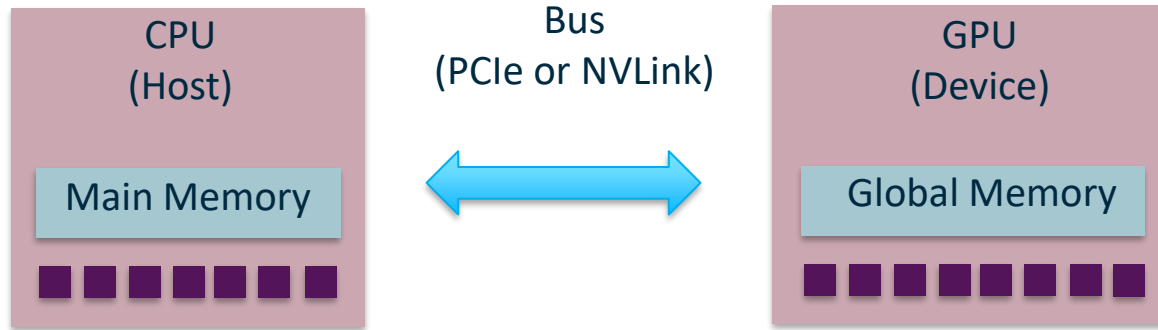 CPU
(Host)
Main Memory
Bus
(PCIe or NVLink)
GPU
(Device)
Global Memory